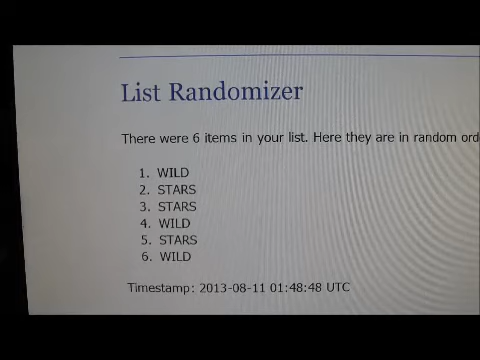 List Randomizer
There were 6 items in your list. Here they are in random
1. WILD
2. STARS
3. STARS
4. WILD
5. STARS
6. WILD
Timestamp: 2013-08-11 01:48:48 UTC